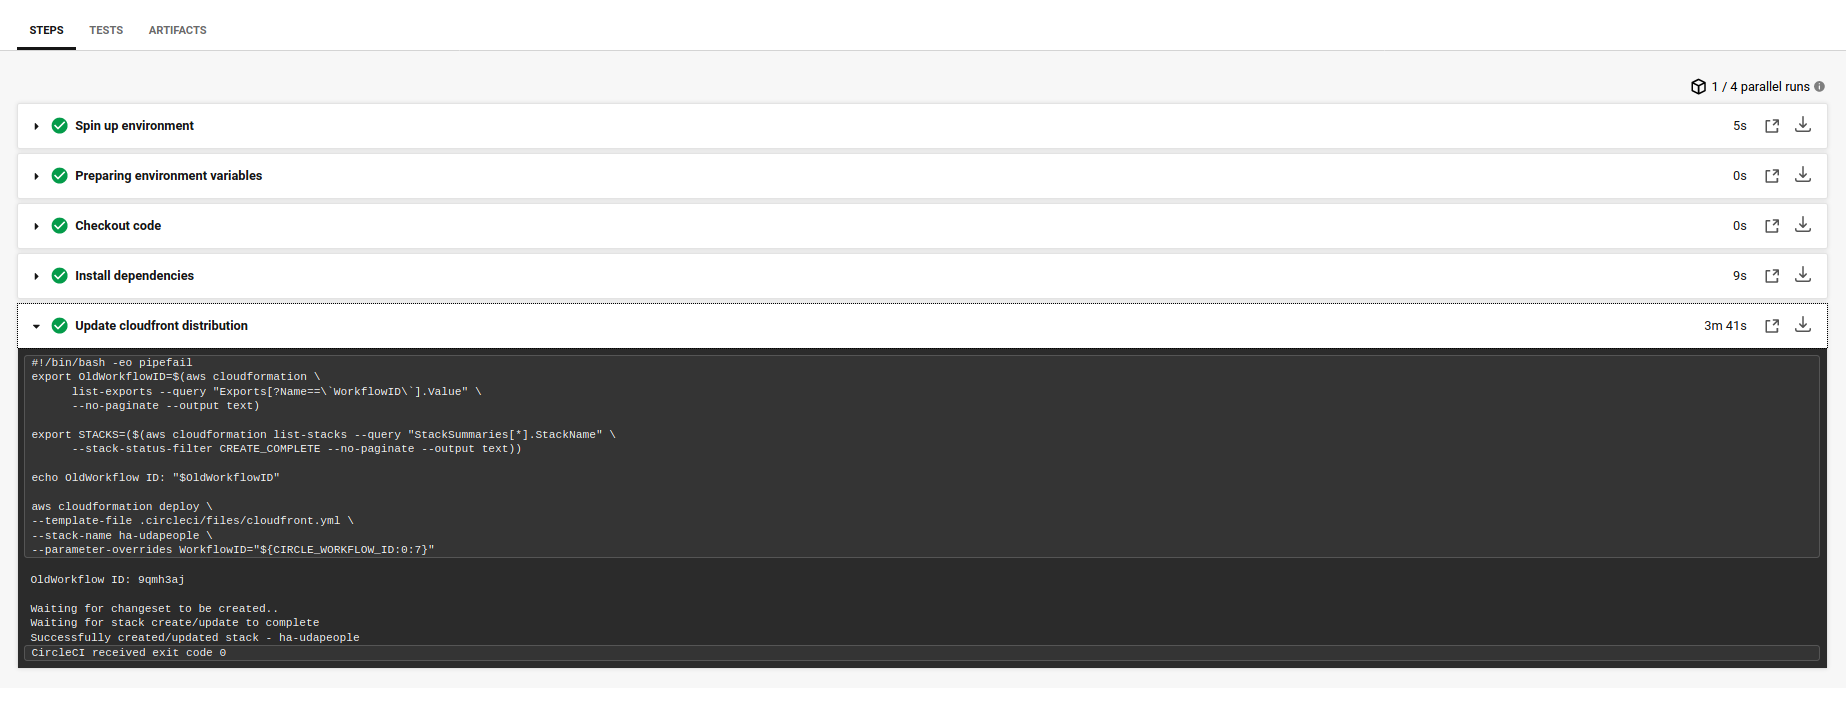 STEPS TESTS ARTIFACTS
1 / 4 parallel runs
Spin up environment 5s
Preparing environment variables 0s
Checkout code 0s
Install dependencies 9s
Update cloudfront distribution 3m 41s
#!/bin/bash -eo pipefail
export OldWorkflowID=$(aws cloudformation \
list-exports --query "Exports[?Name==\`WorkflowID\`].Value" \
--no-paginate --output text)
export STACKS=($(aws cloudformation list-stacks --query "StackSummaries[*].StackName" \
--stack-status-filter CREATE_COMPLETE --no-paginate --output text))
echo OldWorkflow ID: "$OldWorkflowID"
aws cloudformation deploy \
--template-file .circleci/files/cloudfront.yml \
--stack-name ha-udapeople \
--parameter-overrides WorkflowID="${CIRCLE_WORKFLOW_ID:0:7}"
OldWorkflow ID: 9qmh3aj
Waiting for changeset to be created..
Waiting for stack create/update to complete
Successfully created/updated stack - ha-udapeople
CircleCI received exit code 0